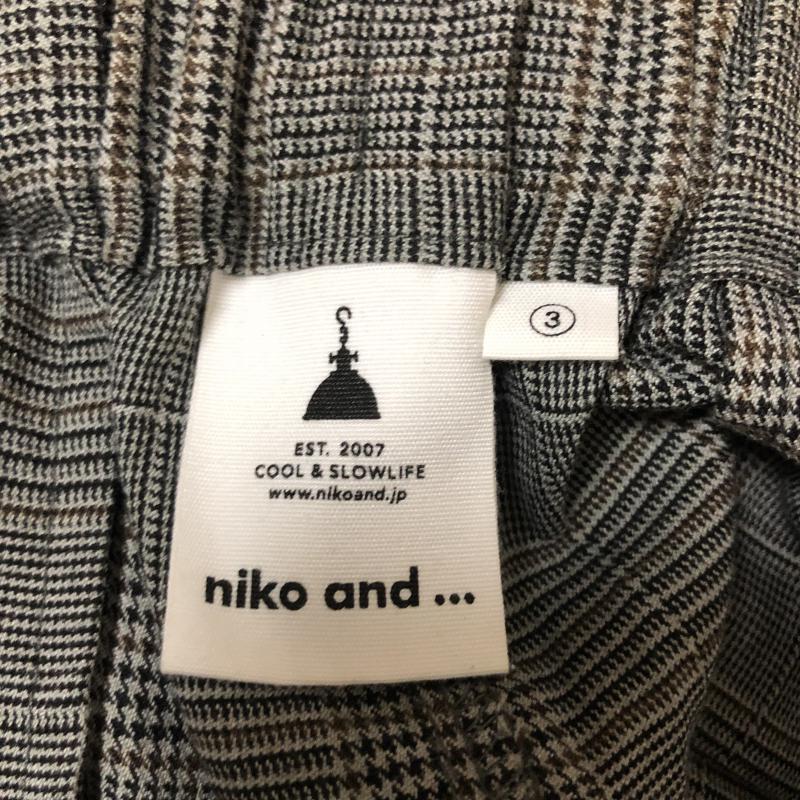 3
EST. 2007
COOL & SLOWLIFE
www.nikoand.jp
niko and ...